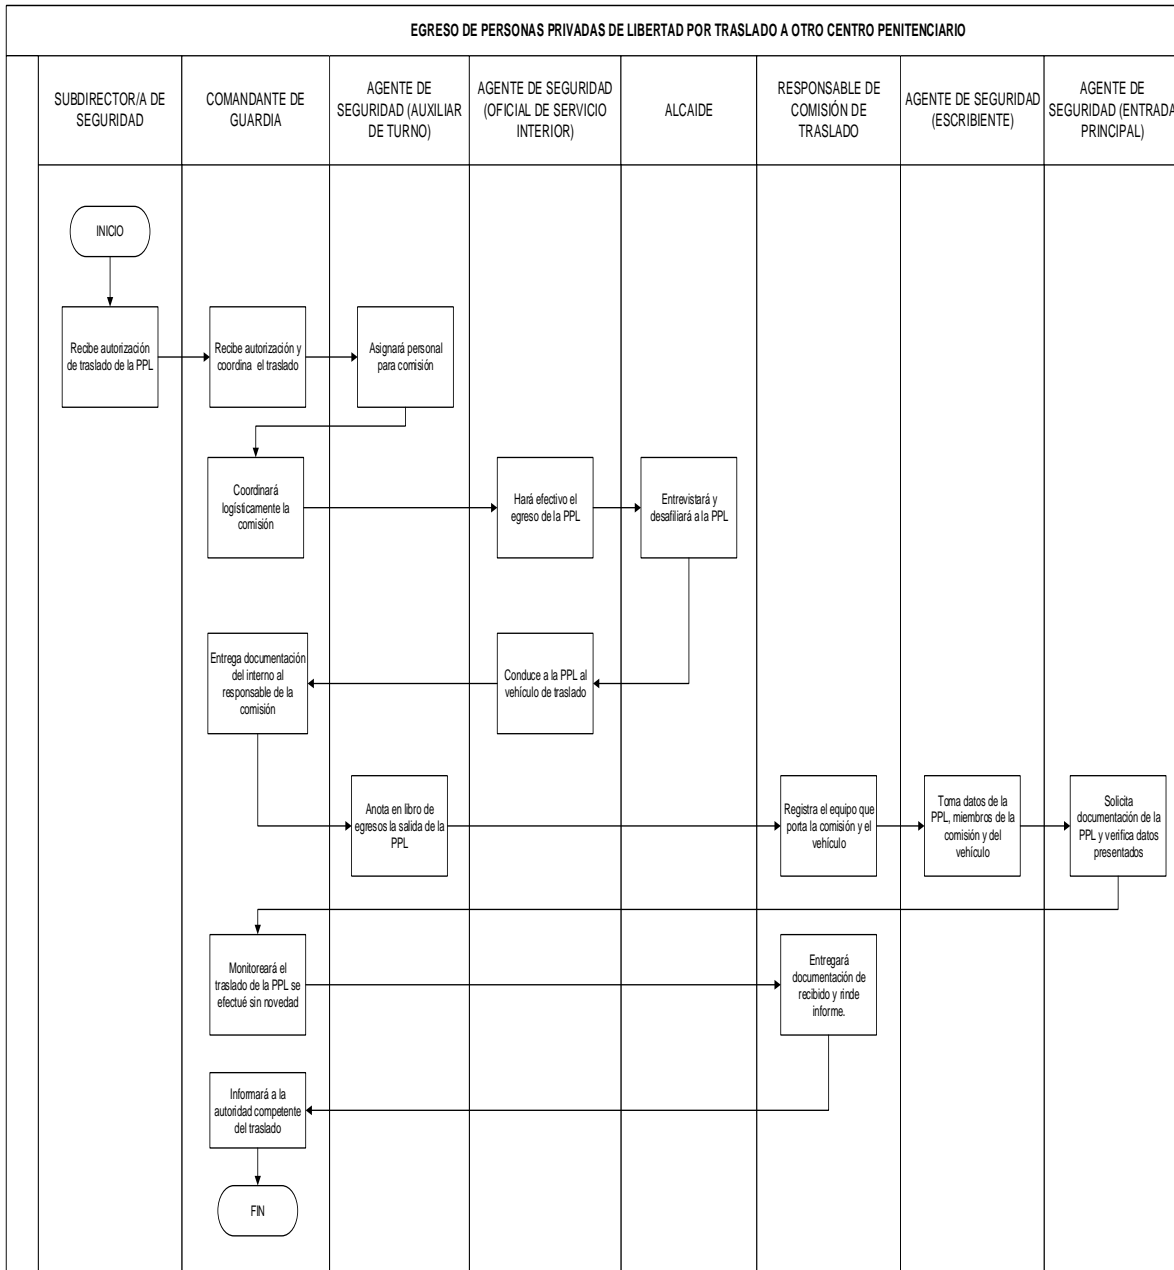 EGRESO DE PERSONAS PRIVADAS DE LIBERTAD POR TRASLADO A OTRO CENTRO PENITENCIARIO
SUBDIRECTOR/A DE
SEGURIDAD
COMANDANTE DE
GUARDIA
AGENTE DE
SEGURIDAD (AUXILIAR
DE TURNO)
AGENTE DE SEGURIDAD
(OFICIAL DE SERVICIO
INTERIOR)
ALCAIDE
RESPONSABLE DE
COMISIÓN DE
TRASLADO
AGENTE DE SEGURIDAD
(ESCRIBIENTE)
AGENTE DE
SEGURIDAD (ENTRADA
PRINCIPAL)
INICIO
Recibe autorización
de traslado de la PPL
Recibe autorización y
coordina el traslado
Asignará personal
para comisión
Coordinará
logísticamente la
comisión
Hará efectivo el
egreso de la PPL
Entrevistará y
desafiliará a la PPL
Entrega documentación
del interno al
responsable de la
comisión
Conduce a la PPL al
vehículo de traslado
Anota en libro de
egresos la salida de la
PPL
Registra el equipo que
porta la comisión y el
vehículo
Toma datos de la
PPL, miembros de la
comisión y del
vehículo
Solicita
documentación de la
PPL y verifica datos
presentados
Monitoreará el
traslado de la PPL se
efectué sin novedad
Entregará
documentación de
recibido y rinde
informe.
Informará a la
autoridad competente
del traslado
FIN